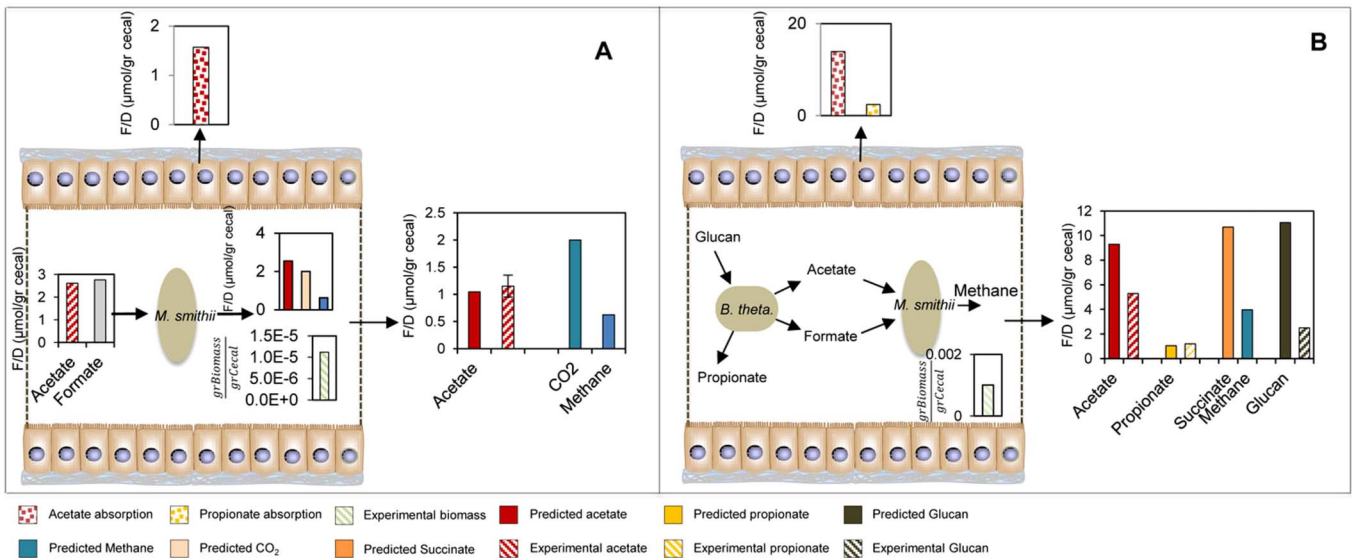 A
F/D (µmol/gr cecal)
2
1
0
F/D (µmol/gr cecal)
3
2
1
0
Acetate
Formate
M. smithii
F/D (µmol/gr cecal)
4
2
0
grBiomass
grCecal
1.5E-5
1.0E-5
5.0E-6
0.0E+0
F/D (µmol/gr cecal)
2.5
2
1.5
1
0.5
0
Acetate
CO2
Methane
B
F/D (µmol/gr cecal)
20
0
Glucan
B. theta.
Propionate
Acetate
Formate
M. smithii
Methane
grBiomass
grCecal
0.002
0
F/D (µmol/gr cecal)
12
10
8
6
4
2
0
Acetate
Propionate
Succinate
Methane
Glucan
Acetate absorption
Propionate absorption
Experimental biomass
Predicted acetate
Predicted propionate
Predicted Glucan
Predicted Methane
Predicted CO₂
Predicted Succinate
Experimental acetate
Experimental propionate
Experimental Glucan